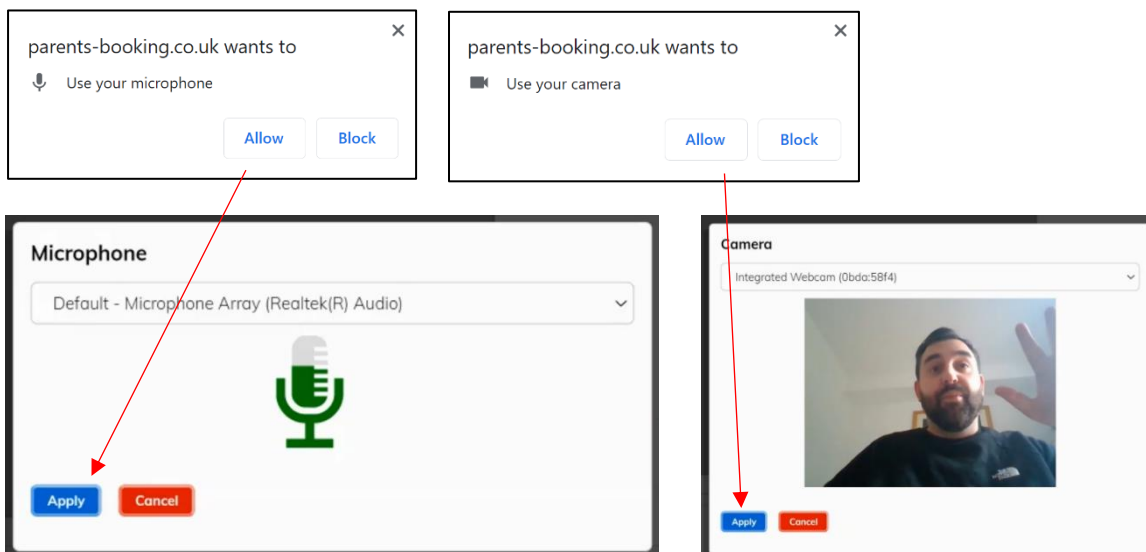 parents-booking.co.uk wants to
Use your microphone
Allow Block
parents-booking.co.uk wants to
Use your camera
Allow Block
Microphone
Default - Microphone Array (Realtek(R) Audio)
Apply Cancel
Camera
Integrated Webcam (0bda:58f4)
Apply Cancel